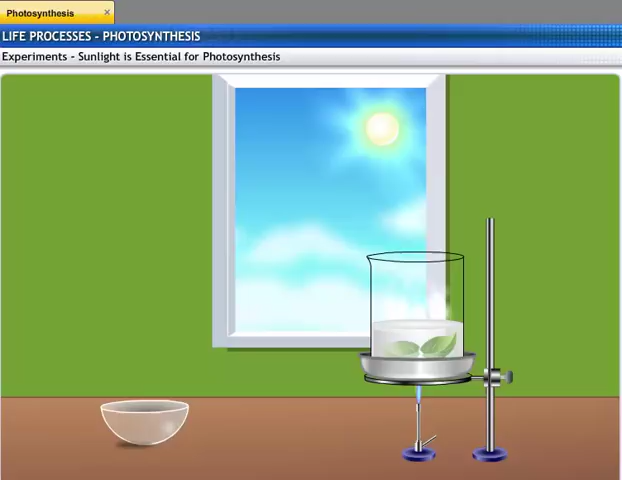 Photosynthesis
LIFE PROCESSES - PHOTOSYNTHESIS
Experiments - Sunlight is Essential for Photosynthesis